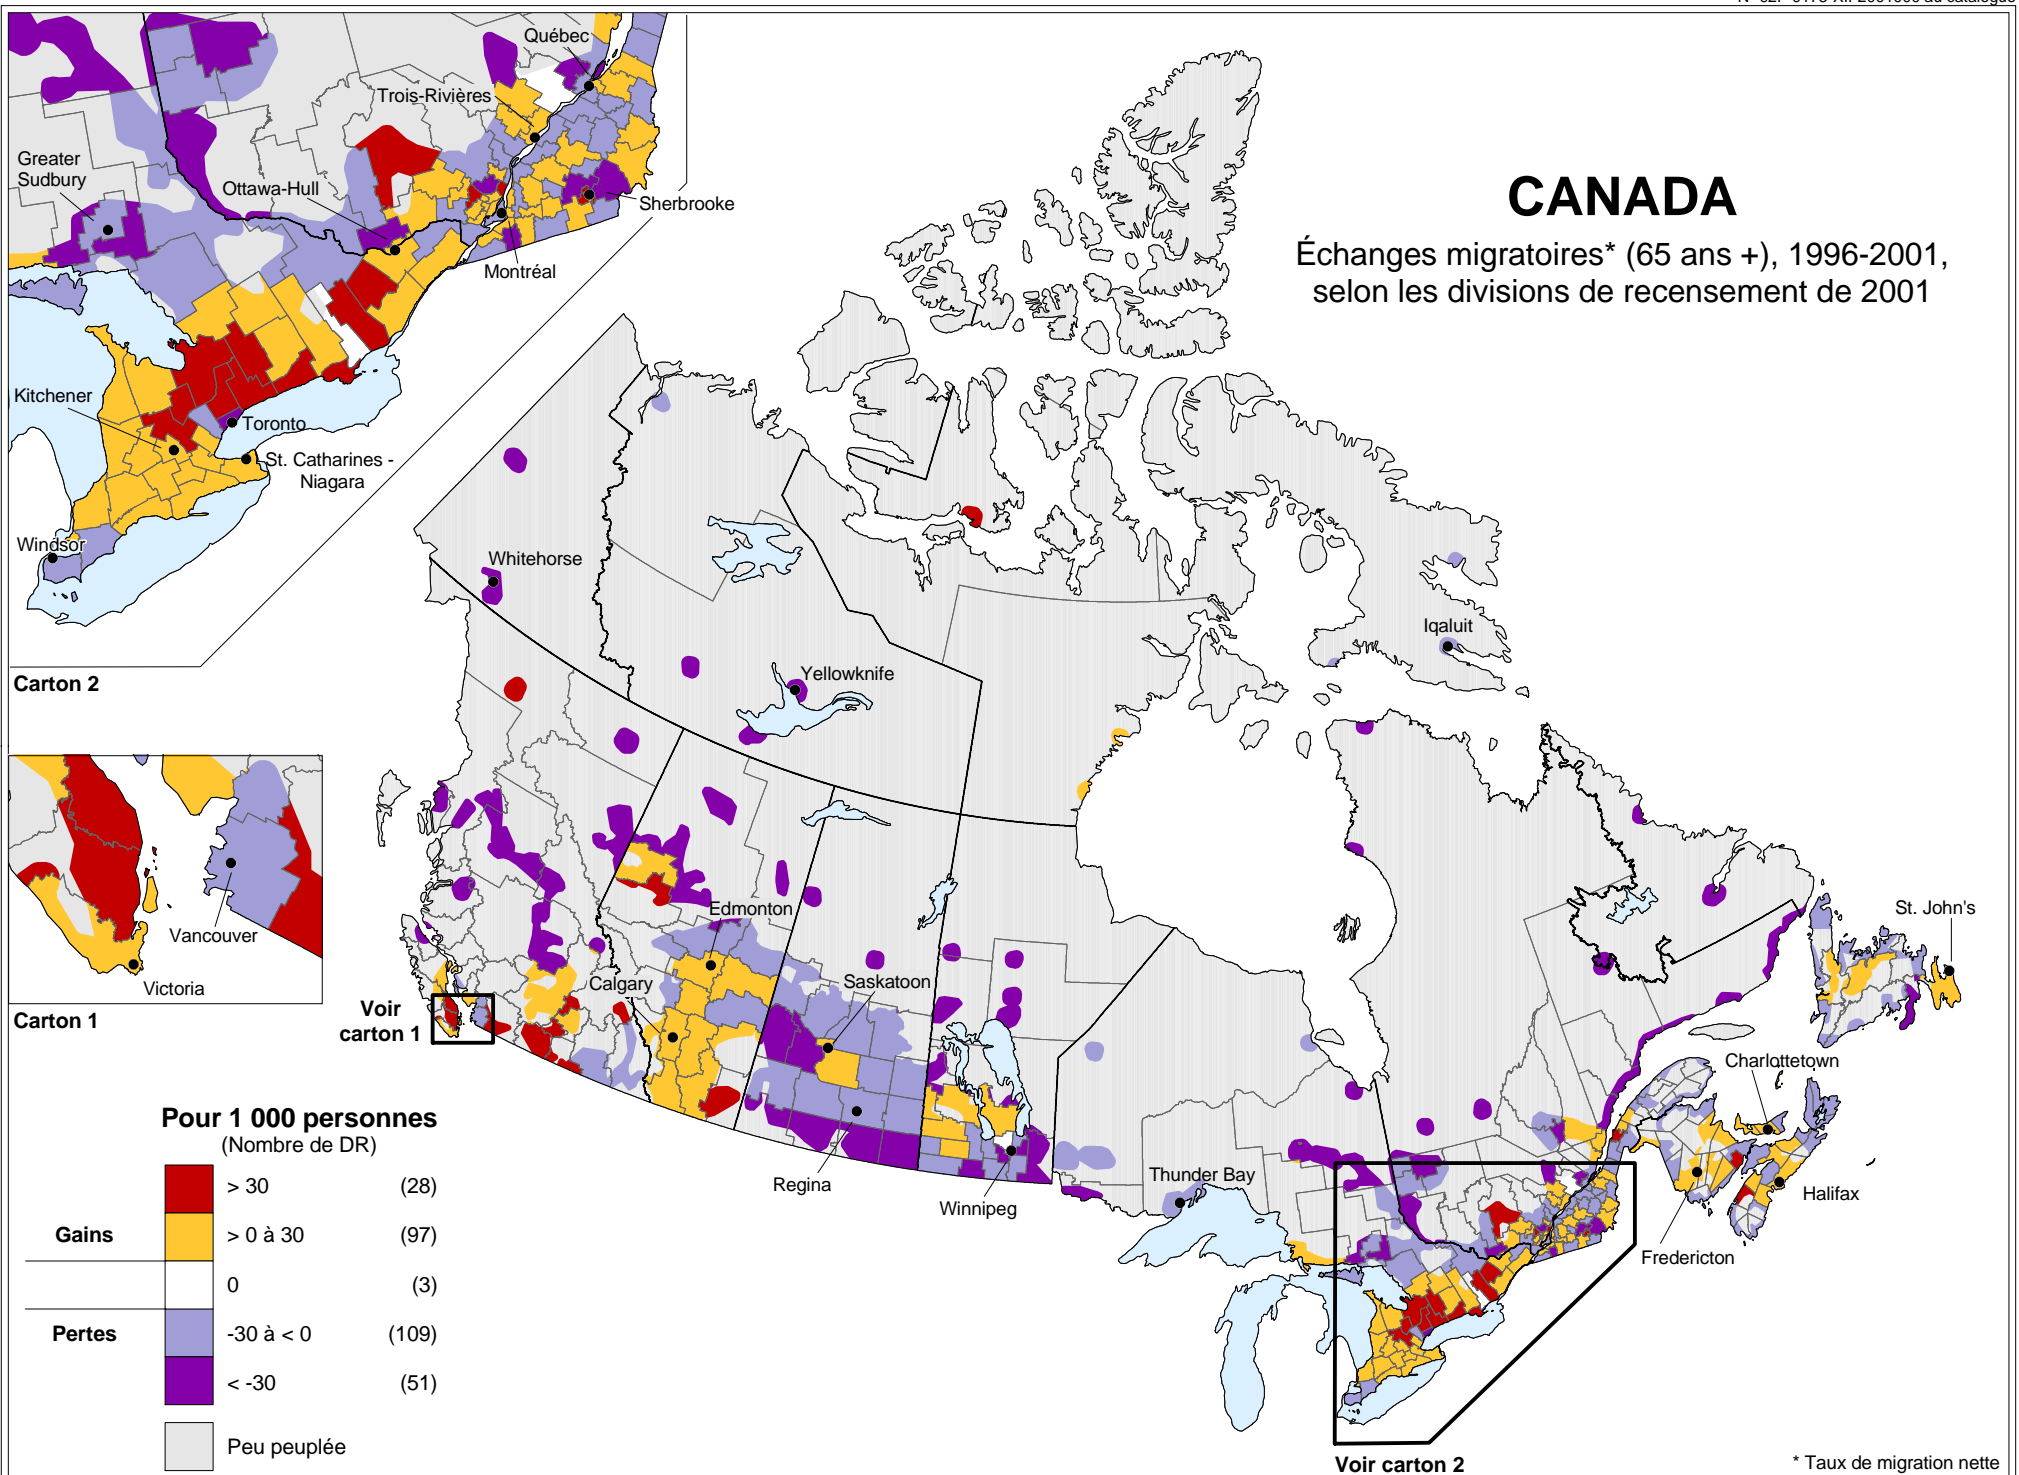 CANADA
Échanges migratoires* (65 ans +), 1996-2001,
selon les divisions de recensement de 2001
Québec
Trois-Rivières
Greater
Sudbury
Ottawa-Hull
Sherbrooke
Montréal
Kitchener
Toronto
St. Catharines -
Niagara
Windsor
Carton 2
Vancouver
Victoria
Carton 1
Voir
carton 1
Whitehorse
Yellowknife
Iqaluit
Edmonton
Calgary
Saskatoon
Regina
Winnipeg
Thunder Bay
St. John's
Charlottetown
Halifax
Fredericton
Voir carton 2
Pour 1 000 personnes
(Nombre de DR)
> 30 (28)
Gains > 0 à 30 (97)
0 (3)
Pertes -30 à < 0 (109)
< -30 (51)
Peu peuplée
* Taux de migration nette